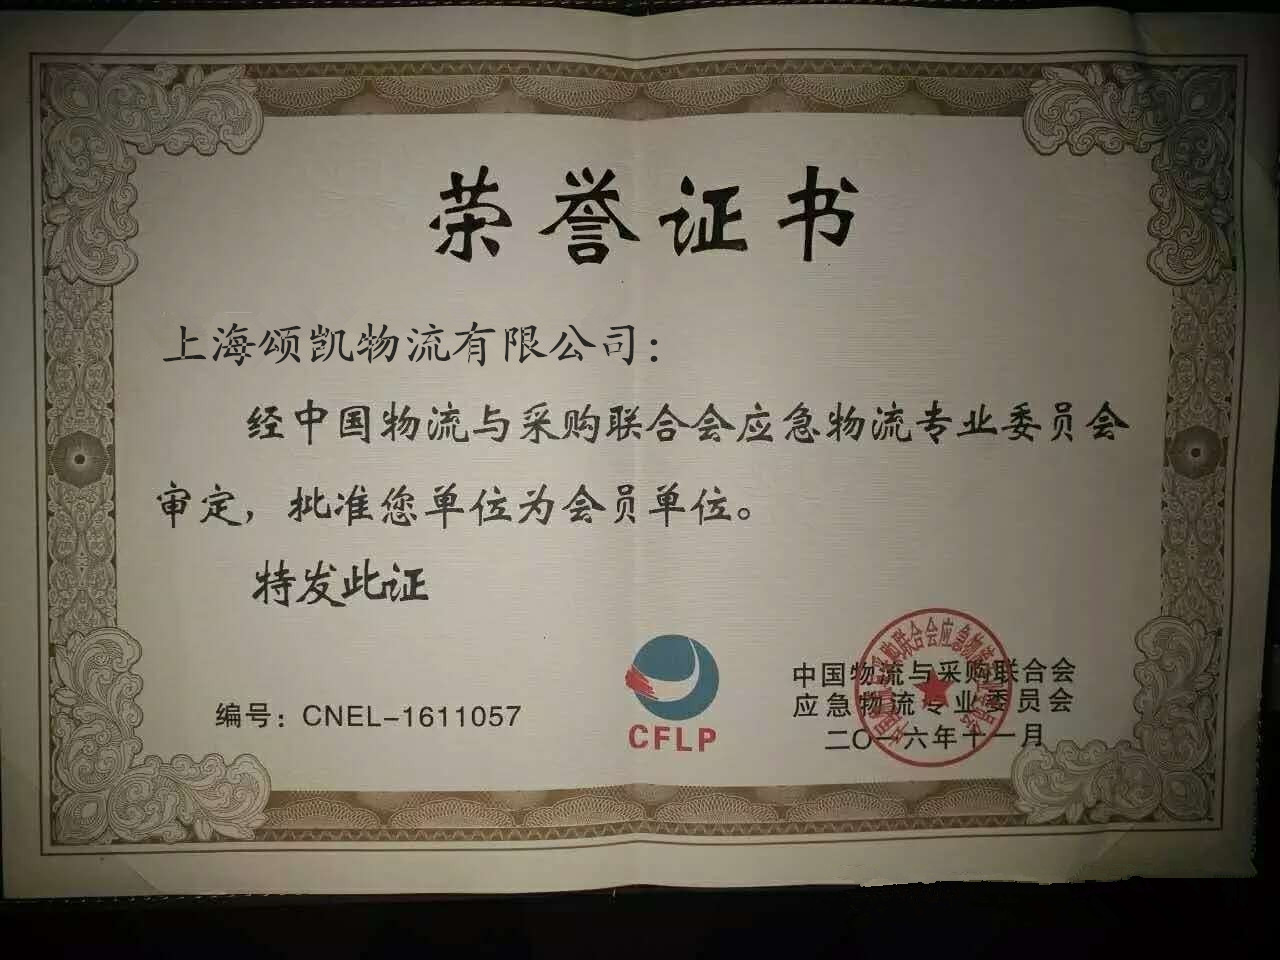 荣誉证书
上海颂凯物流有限公司：
经中国物流与采购联合会应急物流专业委员会
审定，批准您单位为会员单位。
特发此证
编号：CNEL-1611057
CFLP
中国物流与采购联合会
应急物流专业委员会
二〇一六年十一月